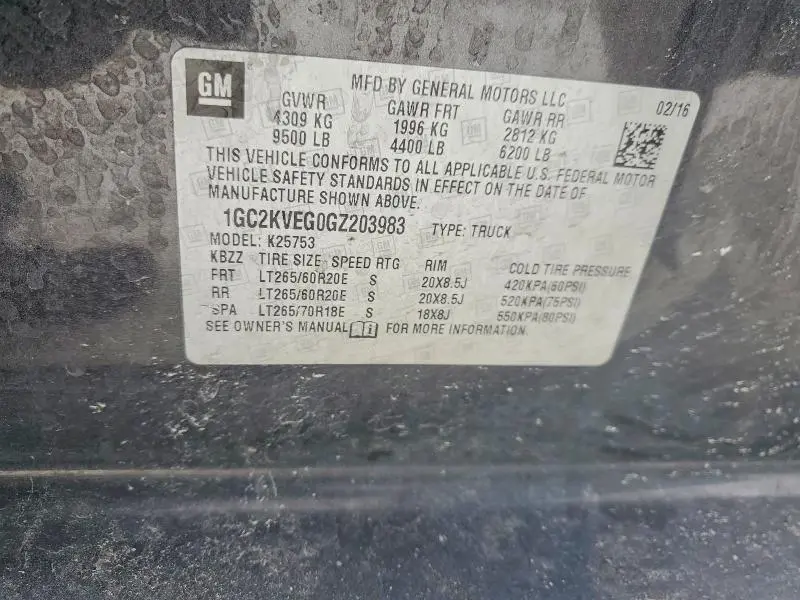 GM
MFD BY GENERAL MOTORS LLC
02/16
GVWR GAWR FRT GAWR RR
4309 KG 1996 KG 2812 KG
9500 LB 4400 LB 6200 LB
THIS VEHICLE CONFORMS TO ALL APPLICABLE U.S. FEDERAL MOTOR
VEHICLE SAFETY STANDARDS IN EFFECT ON THE DATE OF
MANUFACTURE SHOWN ABOVE.
1GC2KVEG0GZ203983 TYPE: TRUCK
MODEL: K25753
KBZZ TIRE SIZE SPEED RTG RIM COLD TIRE PRESSURE
FRT LT265/60R20E S 20X8.5J 420KPA(60PSI)
RR LT265/60R20E S 20X8.5J 520KPA(75PSI)
SPA LT265/70R18E S 18X8J 550KPA(80PSI)
SEE OWNER'S MANUAL FOR MORE INFORMATION.